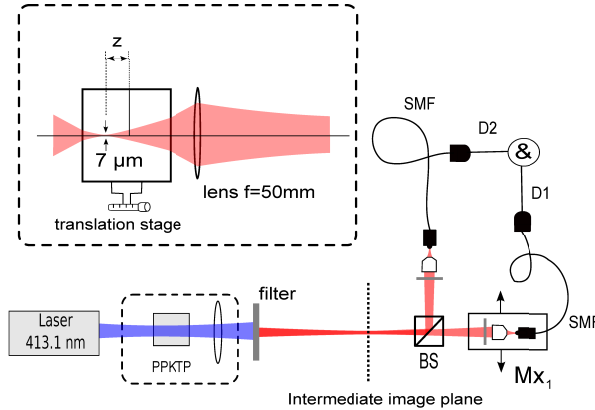 z
7 µm
lens f=50mm
translation stage
SMF
D2
&
D1
Laser
413.1 nm
PPKTP
filter
BS
SMF
Mx1
Intermediate image plane